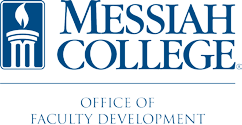 MESSIAH
COLLEGE®
OFFICE OF
FACULTY DEVELOPMENT